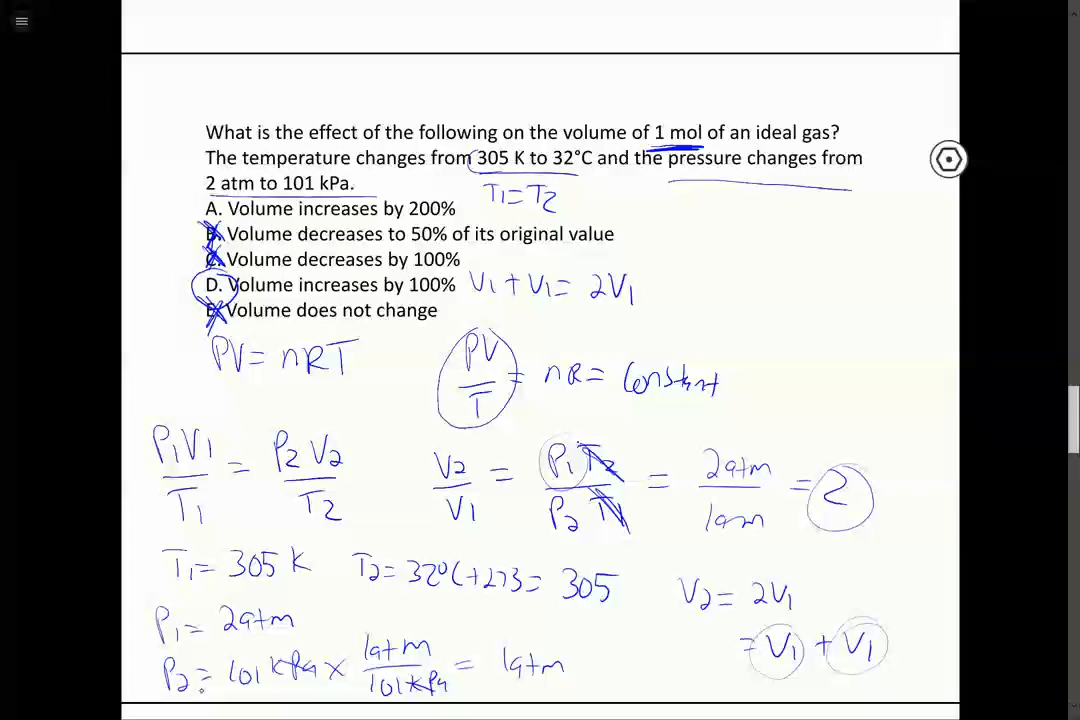 What is the effect of the following on the volume of 1 mol of an ideal gas?
The temperature changes from 305 K to 32°C and the pressure changes from
2 atm to 101 kPa.
T1=T2
A. Volume increases by 200%
B. Volume decreases to 50% of its original value
C. Volume decreases by 100%
D. Volume increases by 100% V1 + V1 = 2V1
E. Volume does not change
PV = nRT
PV/T = nR = Constant
P1V1/T1 = P2V2/T2
V2/V1 = P1T2/P2T1 = 2atm/1atm = 2
T1 = 305 K T2 = 32°C+273 = 305
V2 = 2V1
P1 = 2atm
= V1 + V1
P2 = 101 kPa x 1atm/101kPa = 1atm